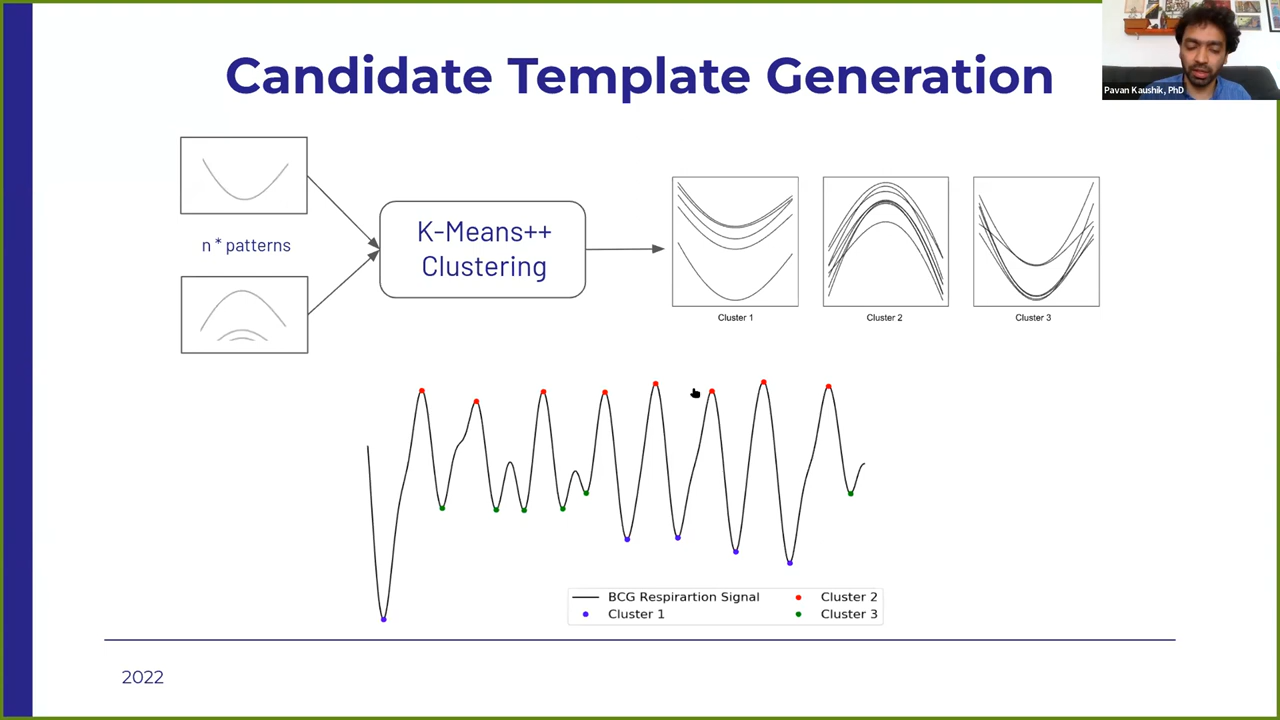 Candidate Template Generation
Pavan Kaushik, PhD
n * patterns
K-Means++
Clustering
Cluster 1
Cluster 2
Cluster 3
BCG Respirartion Signal
Cluster 1
Cluster 2
Cluster 3
2022